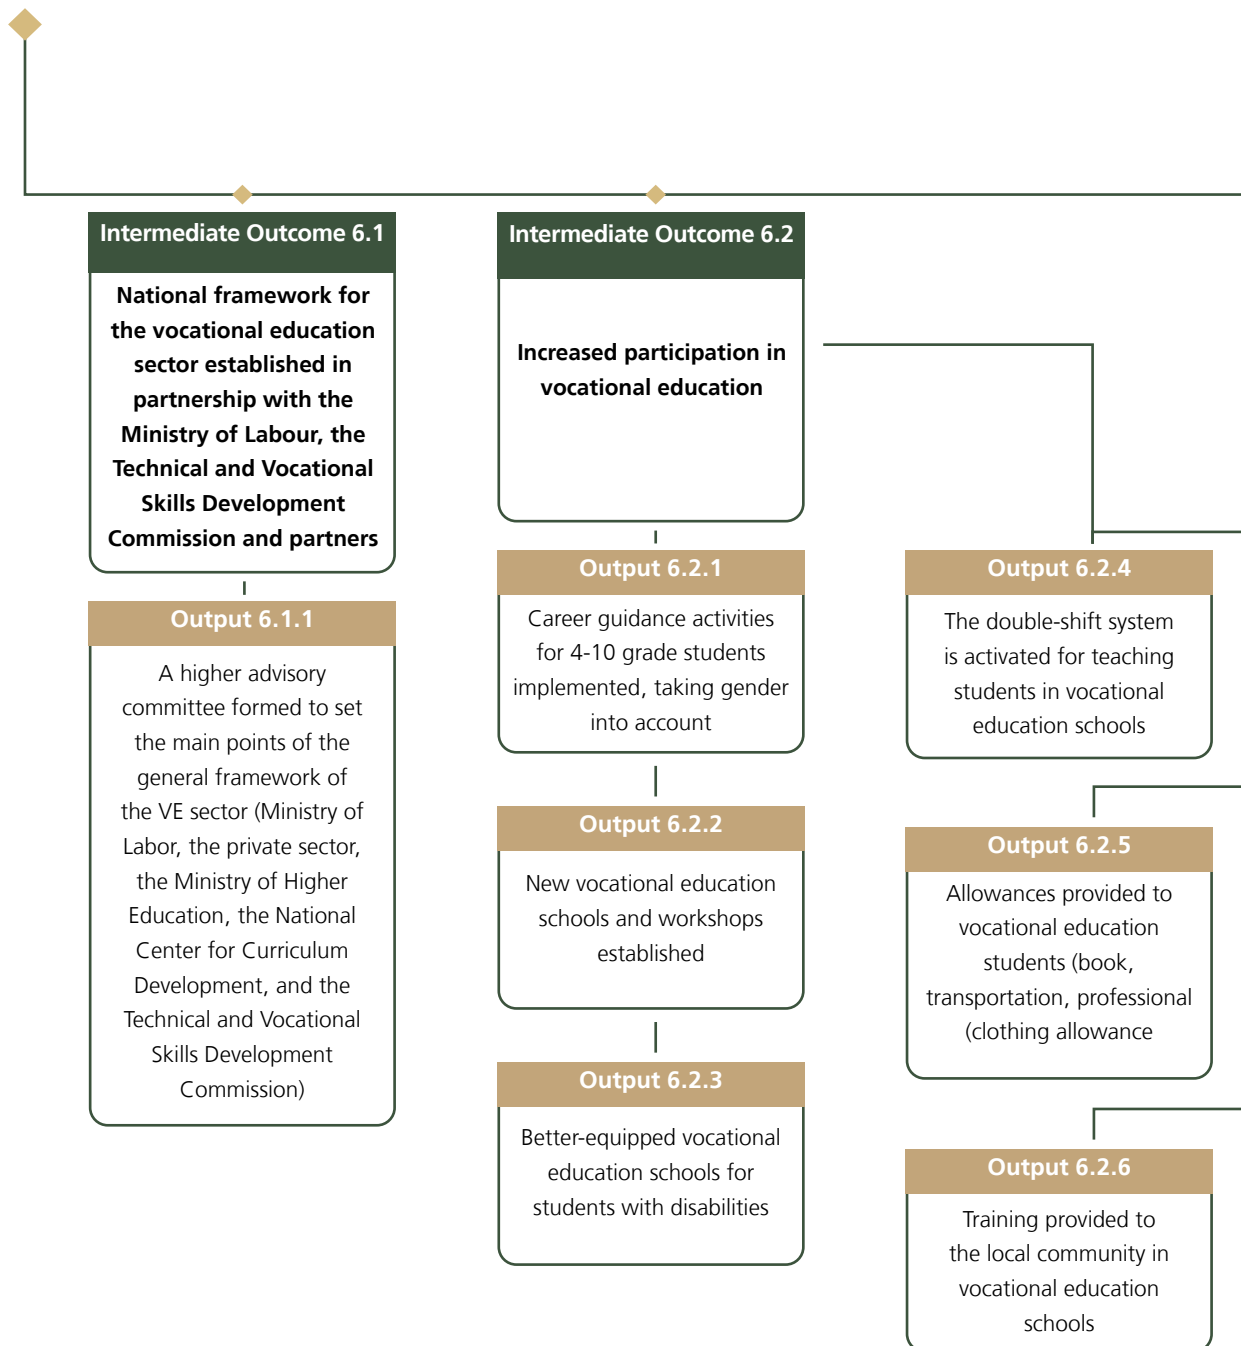 Intermediate Outcome 6.1
National framework for
the vocational education
sector established in
partnership with the
Ministry of Labour, the
Technical and Vocational
Skills Development
Commission and partners
Output 6.1.1
A higher advisory
committee formed to set
the main points of the
general framework of
the VE sector (Ministry of
Labor, the private sector,
the Ministry of Higher
Education, the National
Center for Curriculum
Development, and the
Technical and Vocational
Skills Development
Commission)
Intermediate Outcome 6.2
Increased participation in
vocational education
Output 6.2.1
Career guidance activities
for 4-10 grade students
implemented, taking gender
into account
Output 6.2.2
New vocational education
schools and workshops
established
Output 6.2.3
Better-equipped vocational
education schools for
students with disabilities
Output 6.2.4
The double-shift system
is activated for teaching
students in vocational
education schools
Output 6.2.5
Allowances provided to
vocational education
students (book,
transportation, professional
(clothing allowance
Output 6.2.6
Training provided to
the local community in
vocational education
schools